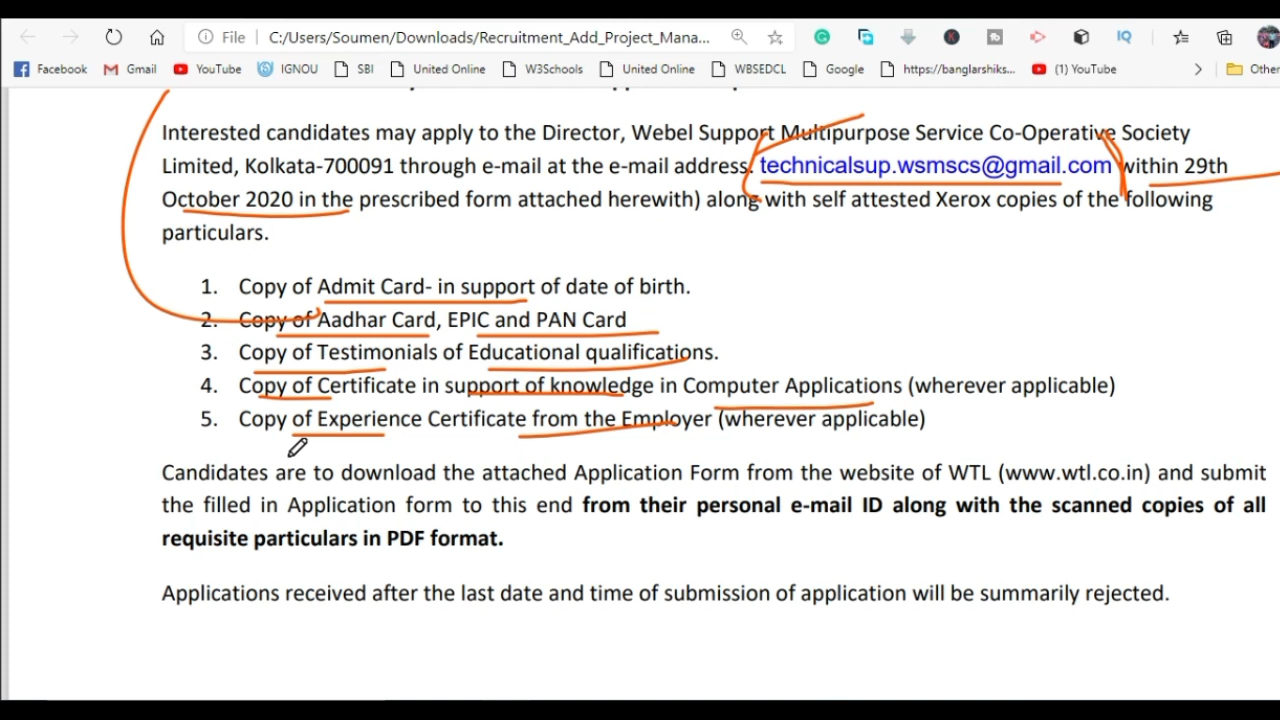 File C:/Users/Soumen/Downloads/Recruitment_Add_Project_Mana... IQ
Facebook Gmail YouTube IGNOU SBI United Online W3Schools United Online WBSEDCL Google https://banglarshiks... (1) YouTube Other
Interested candidates may apply to the Director, Webel Support Multipurpose Service Co-Operative Society
Limited, Kolkata-700091 through e-mail at the e-mail address. technicalsup.wsmscs@gmail.com within 29th
October 2020 in the prescribed form attached herewith) along with self attested Xerox copies of the following
particulars.
1. Copy of Admit Card- in support of date of birth.
2. Copy of Aadhar Card, EPIC and PAN Card
3. Copy of Testimonials of Educational qualifications.
4. Copy of Certificate in support of knowledge in Computer Applications (wherever applicable)
5. Copy of Experience Certificate from the Employer (wherever applicable)
Candidates are to download the attached Application Form from the website of WTL (www.wtl.co.in) and submit
the filled in Application form to this end from their personal e-mail ID along with the scanned copies of all
requisite particulars in PDF format.
Applications received after the last date and time of submission of application will be summarily rejected.